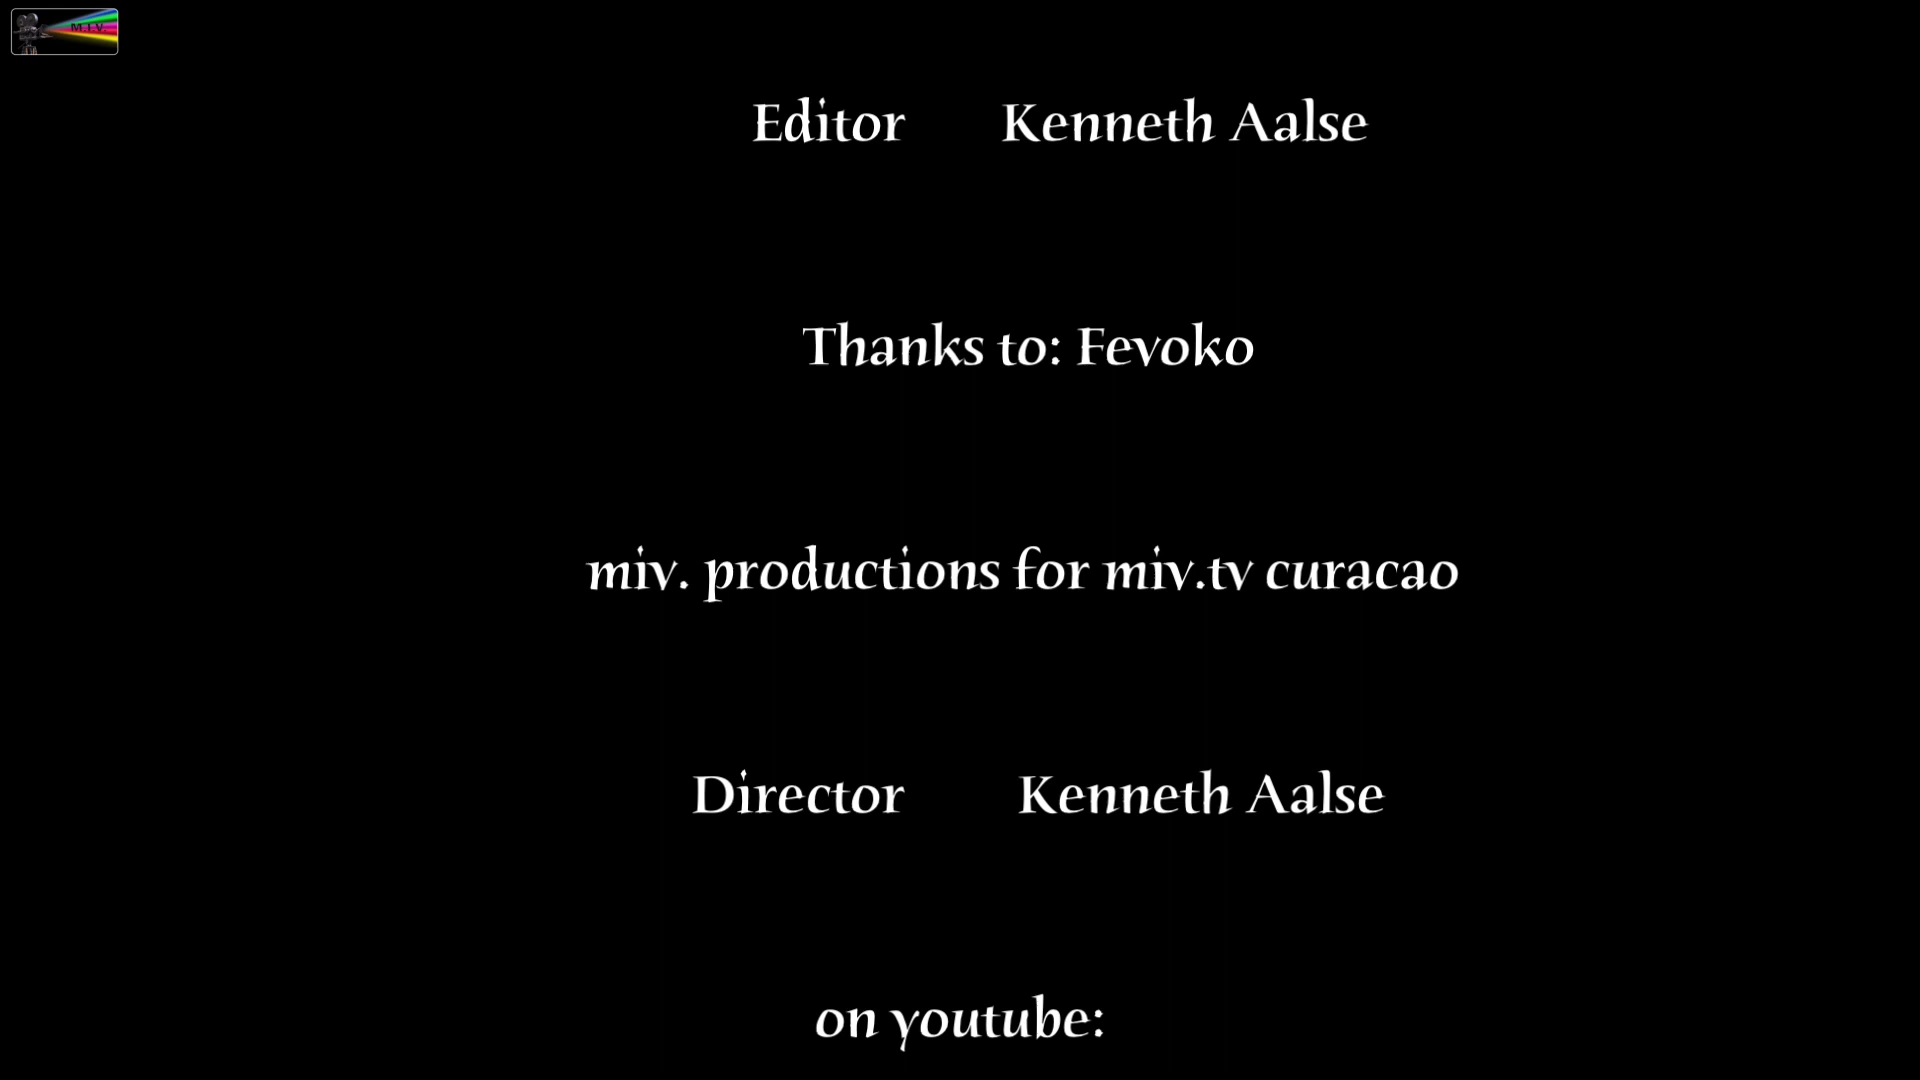 M.I.V.
Editor Kenneth Aalse
Thanks to: Fevoko
miv. productions for miv.tv curacao
Director Kenneth Aalse
on youtube: